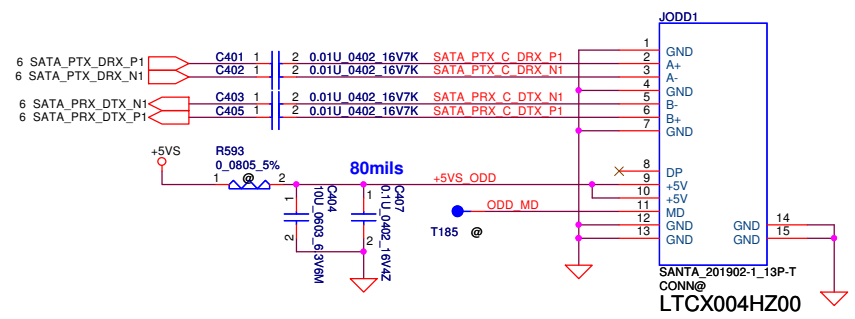 JODD1
6 SATA_PTX_DRX_P1 C401 1 2 0.01U_0402_16V7K SATA_PTX_C_DRX_P1
6 SATA_PTX_DRX_N1 C402 1 2 0.01U_0402_16V7K SATA_PTX_C_DRX_N1
6 SATA_PRX_DTX_N1 C403 1 2 0.01U_0402_16V7K SATA_PRX_C_DTX_N1
6 SATA_PRX_DTX_P1 C405 1 2 0.01U_0402_16V7K SATA_PRX_C_DTX_P1
1 GND
2 A+
3 A-
4 GND
5 B-
6 B+
7 GND
8 DP
9 +5V
10 +5V
11 MD
12 GND
13 GND
GND 14
GND 15
+5VS
R593
0_0805_5%
1 @ 2
80mils
+5VS_ODD
1 2 C404
10U_0603_6.3V6M
1 2 C407
0.1U_0402_16V4Z
ODD_MD
T185 @
SANTA_201902-1_13P-T
CONN@
LTCX004HZ00